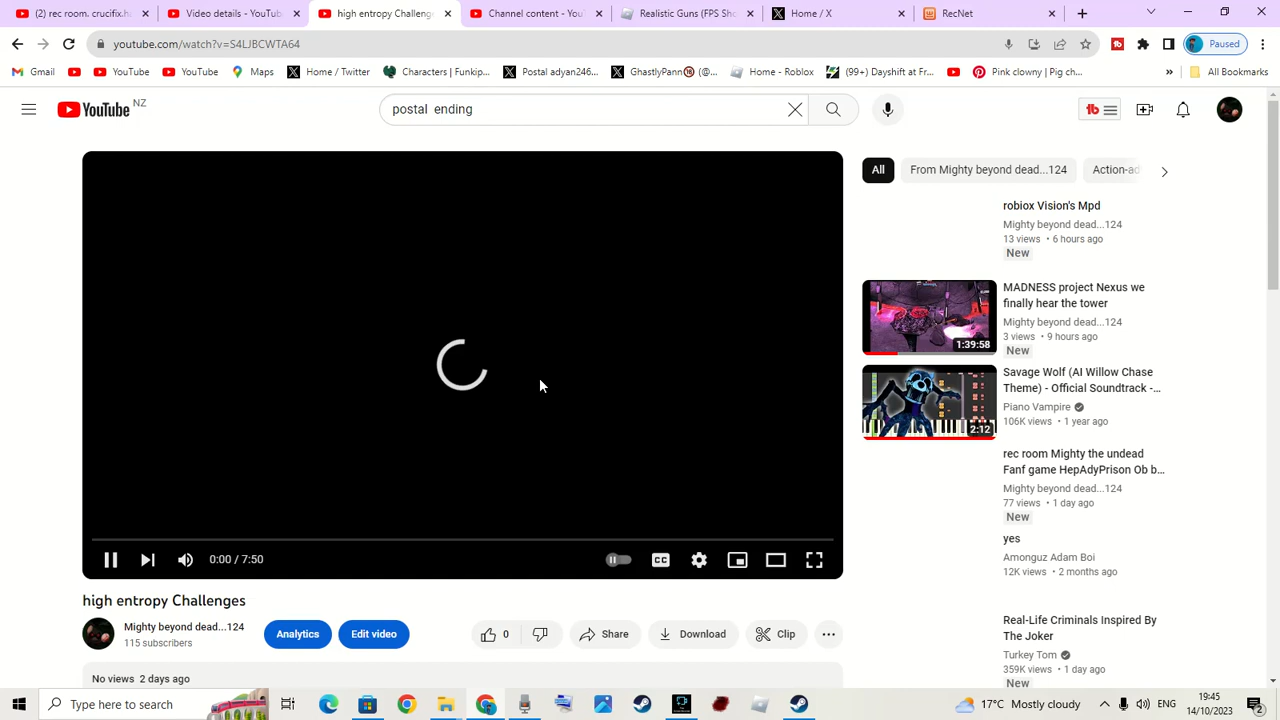 rec room. crucifix.h
Video details - YouTub
high entropy Challenge
Channel content - You
Realistic Guns (FPS sho
Home / X
RecNet
youtube.com/watch?v=S4LJBCWTA64
Paused
Gmail
YouTube
YouTube
Maps
Home / Twitter
Characters | Funkip...
Postal adyan246...
GhastlyPann🔞 (@...
Home - Roblox
(99+) Dayshift at Fr...
Pink clowny | Pig ch...
»
All Bookmarks
YouTube NZ
postal ending
tb
All
From Mighty beyond dead...124
Action-ad
robiox Vision's Mpd
Mighty beyond dead...124
13 views • 6 hours ago
New
1:39:58
MADNESS project Nexus we
finally hear the tower
Mighty beyond dead...124
3 views • 9 hours ago
New
2:12
Savage Wolf (AI Willow Chase
Theme) - Official Soundtrack -...
Piano Vampire
106K views • 1 year ago
rec room Mighty the undead
Fanf game HepAdyPrison Ob b...
Mighty beyond dead...124
77 views • 1 day ago
New
yes
Amonguz Adam Boi
12K views • 2 months ago
Real-Life Criminals Inspired By
The Joker
Turkey Tom
359K views • 1 day ago
New
0:00 / 7:50
CC
high entropy Challenges
Mighty beyond dead...124
115 subscribers
Analytics
Edit video
0
Share
Download
Clip
No views 2 days ago
Type here to search
17°C Mostly cloudy
ENG
19:45
14/10/2023
2